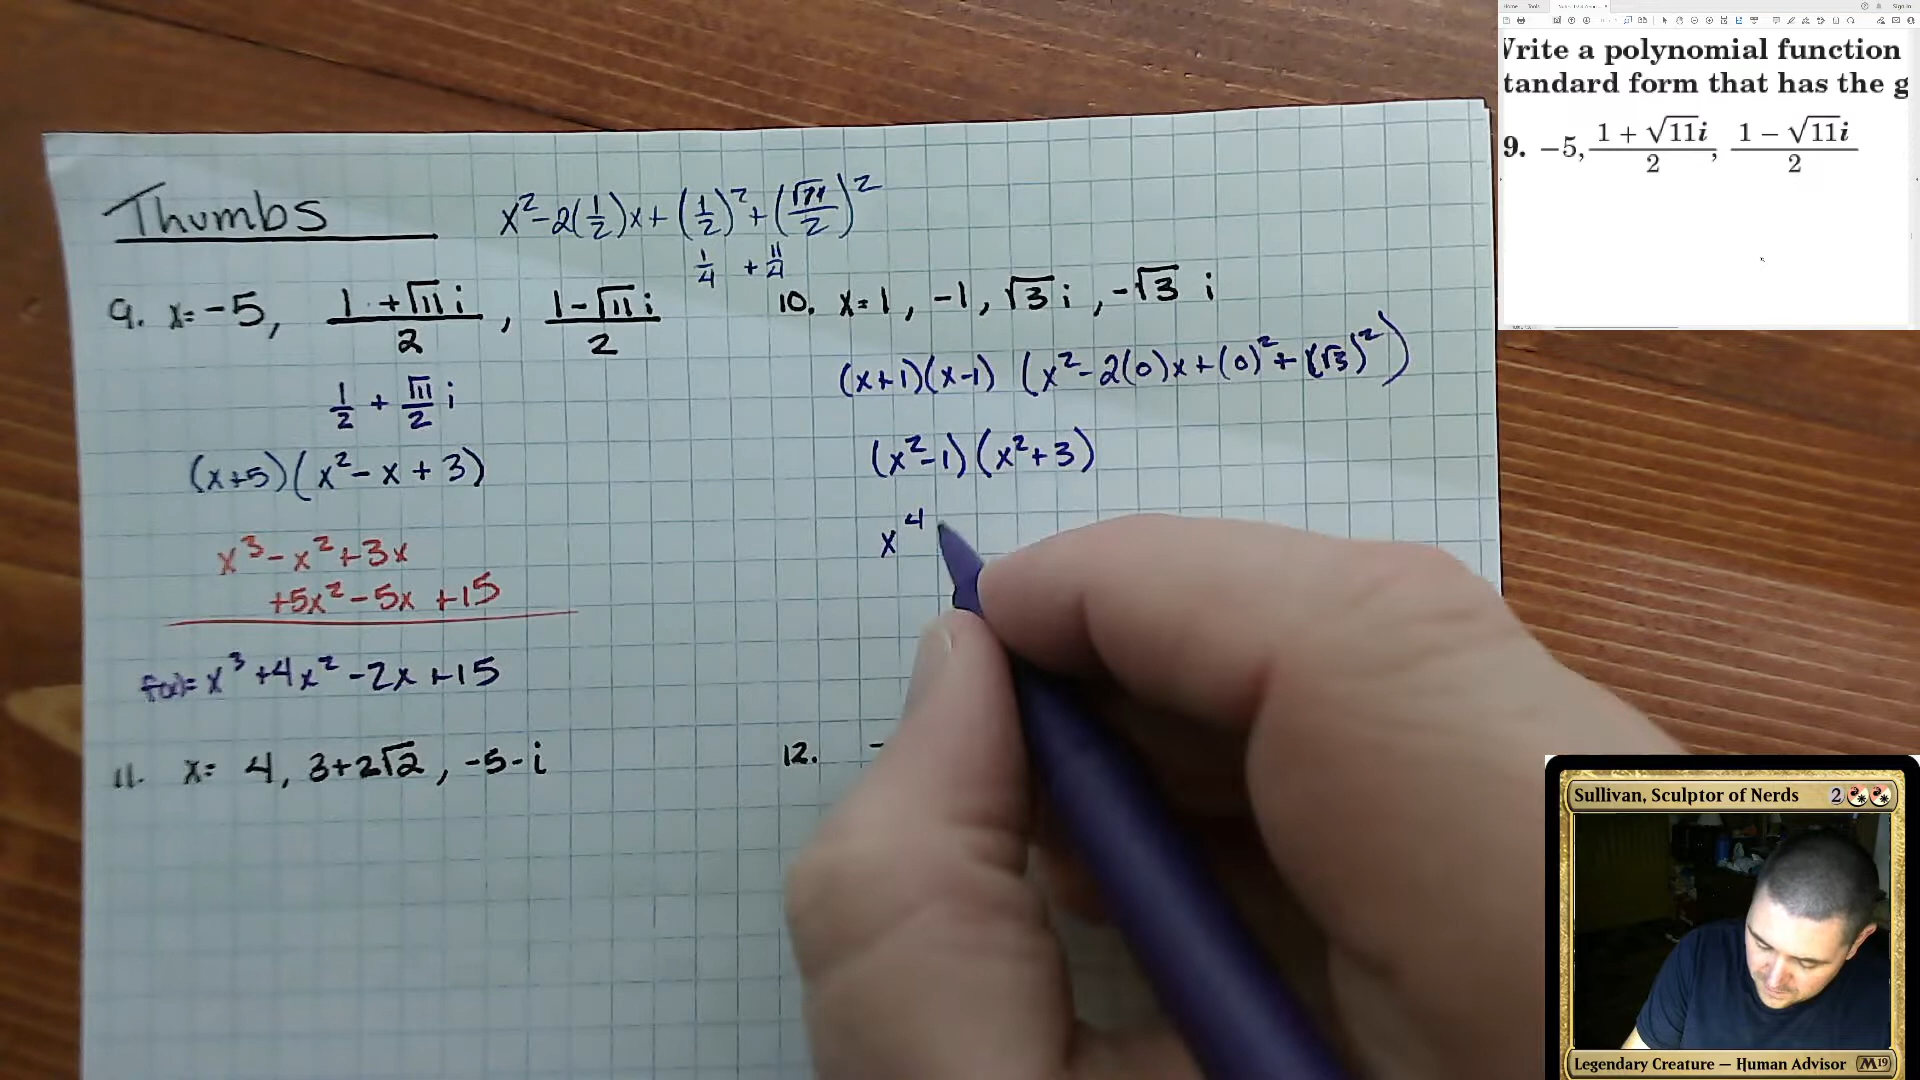 Write a polynomial function
standard form that has the g
9. −5, (1 + √11i)/2, (1 − √11i)/2
Thumbs
x² - 2(1/2)x + (1/2)² + (√11/2)²
1/4 + 11/4
9. x = -5, (1 + √11 i)/2, (1 - √11 i)/2
1/2 + √11/2 i
(x+5)(x² - x + 3)
x³ - x² + 3x
+5x² - 5x + 15
f(x) = x³ + 4x² - 2x + 15
10. x = 1, -1, √3 i, -√3 i
(x+1)(x-1) (x² - 2(0)x + (0)² + (√3)²)
(x² - 1)(x² + 3)
x⁴
11. x = 4, 3+2√2, -5-i
12. -
Sullivan, Sculptor of Nerds 2
Legendary Creature — Human Advisor M19